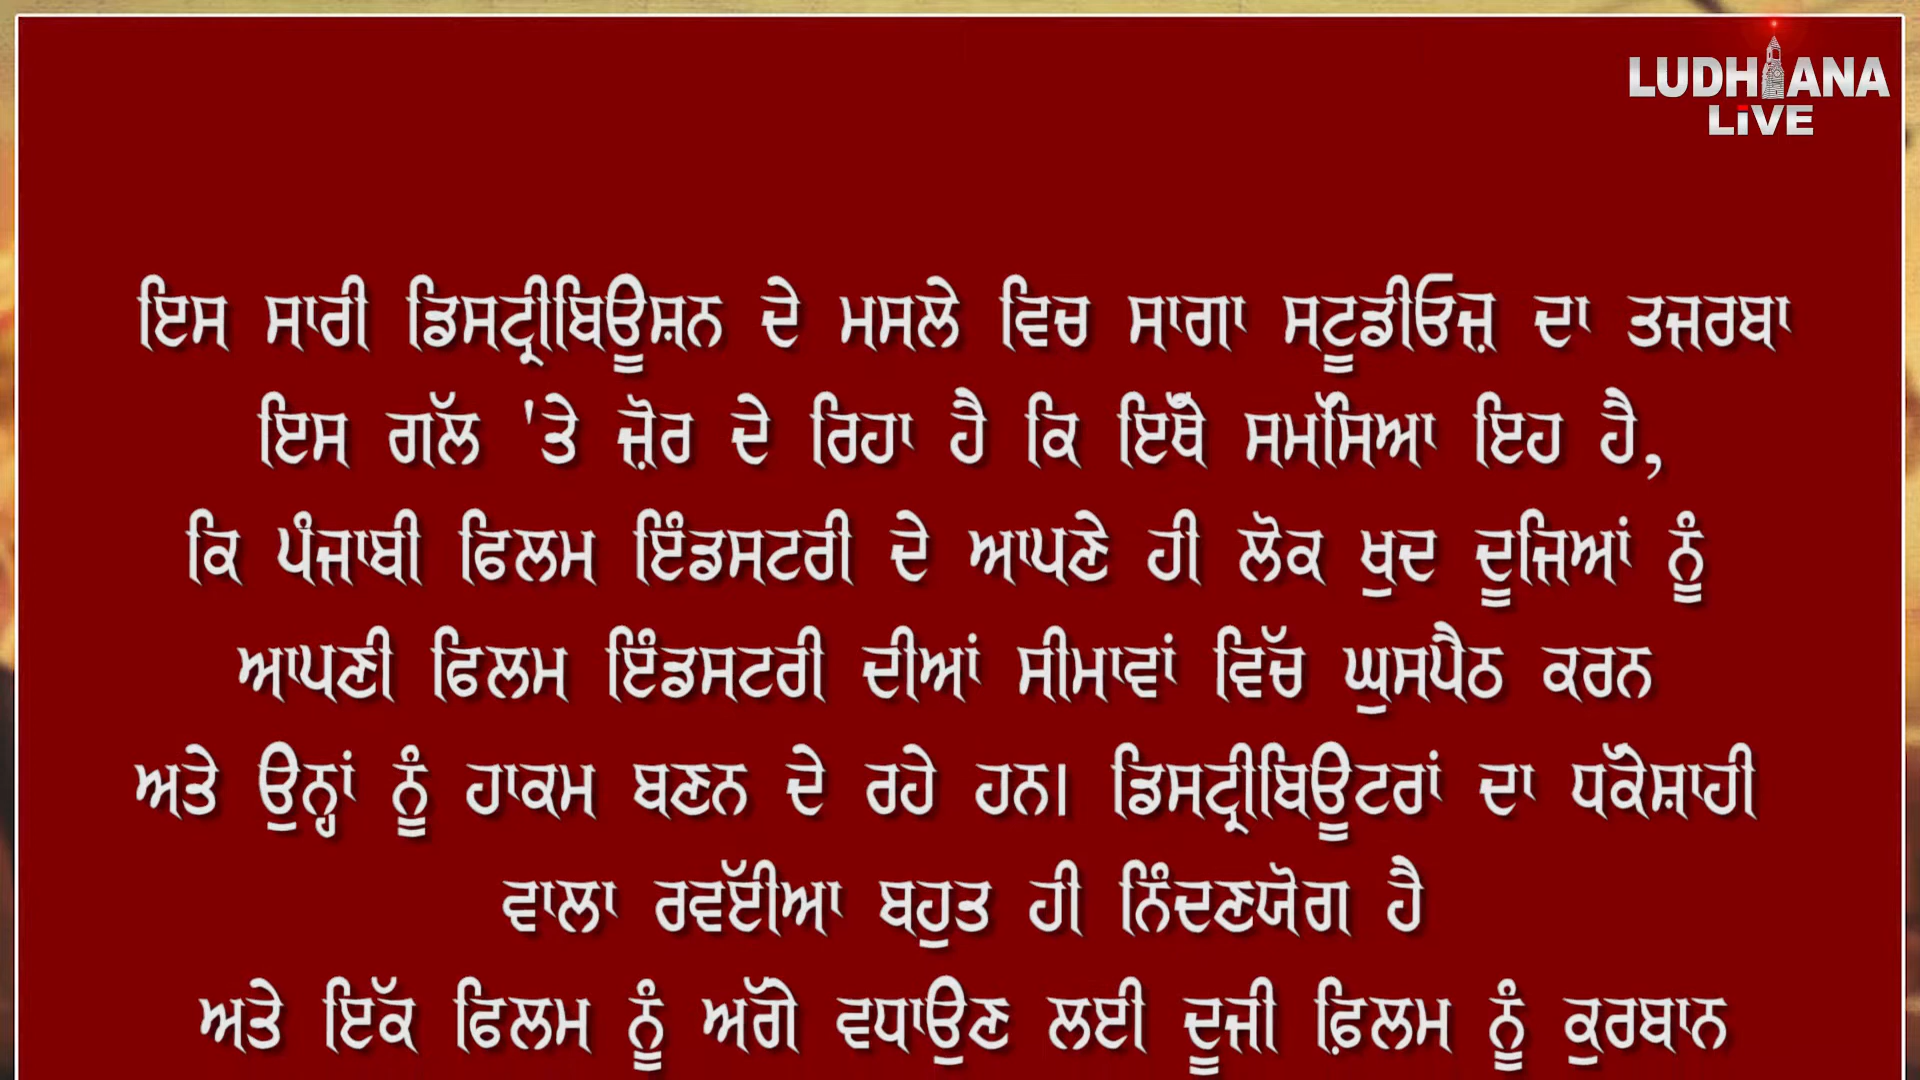 LUDHIANA
LiVE
ਇਸ ਸਾਰੀ ਡਿਸਟ੍ਰੀਬਿਊਸ਼ਨ ਦੇ ਮਸਲੇ ਵਿਚ ਸਾਗਾ ਸਟੂਡੀਓਜ਼ ਦਾ ਤਜਰਬਾ
ਇਸ ਗੱਲ 'ਤੇ ਜ਼ੋਰ ਦੇ ਰਿਹਾ ਹੈ ਕਿ ਇੱਥੇ ਸਮੱਸਿਆ ਇਹ ਹੈ,
ਕਿ ਪੰਜਾਬੀ ਫਿਲਮ ਇੰਡਸਟਰੀ ਦੇ ਆਪਣੇ ਹੀ ਲੋਕ ਖੁਦ ਦੂਜਿਆਂ ਨੂੰ
ਆਪਣੀ ਫਿਲਮ ਇੰਡਸਟਰੀ ਦੀਆਂ ਸੀਮਾਵਾਂ ਵਿੱਚ ਘੁਸਪੈਠ ਕਰਨ
ਅਤੇ ਉਨ੍ਹਾਂ ਨੂੰ ਹਾਕਮ ਬਣਨ ਦੇ ਰਹੇ ਹਨ। ਡਿਸਟ੍ਰੀਬਿਊਟਰਾਂ ਦਾ ਧੱਕੇਸ਼ਾਹੀ
ਵਾਲਾ ਰਵੱਈਆ ਬਹੁਤ ਹੀ ਨਿੰਦਣਯੋਗ ਹੈ
ਅਤੇ ਇੱਕ ਫਿਲਮ ਨੂੰ ਅੱਗੇ ਵਧਾਉਣ ਲਈ ਦੂਜੀ ਫ਼ਿਲਮ ਨੂੰ ਕੁਰਬਾਨ